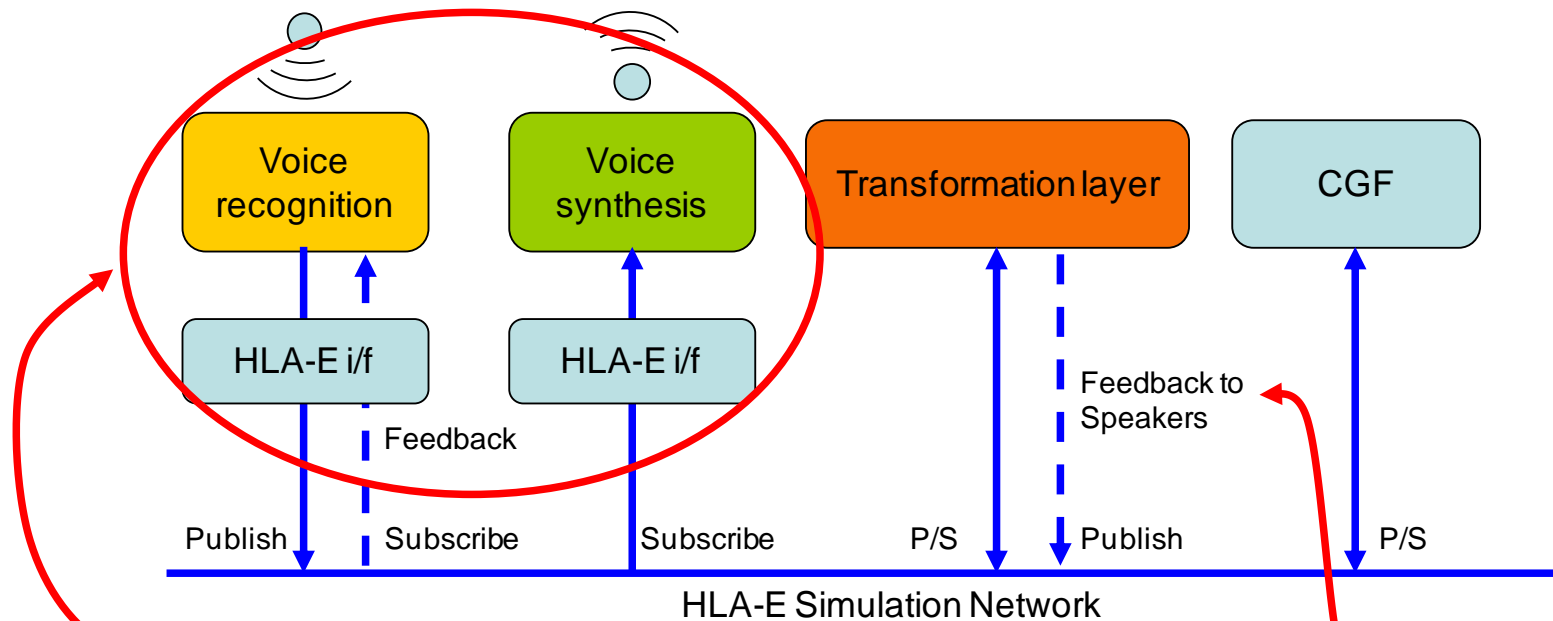 Voice
recognition
Voice
synthesis
Transformation layer
CGF
HLA-E i/f
HLA-E i/f
Feedback
Feedback to
Speakers
Publish
Subscribe
Subscribe
P/S
Publish
P/S
HLA-E Simulation Network